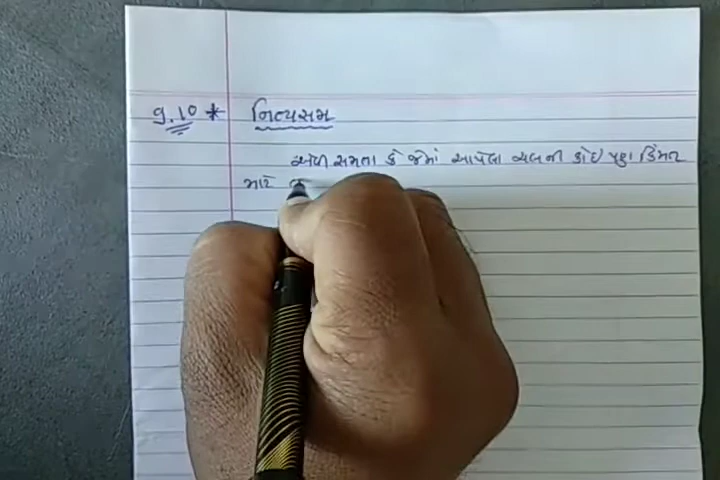 9.10 * નિત્યસમ
એવી સમતા કે જેમાં આપેલા ચલની કોઈ પણ કિંમત
માટે